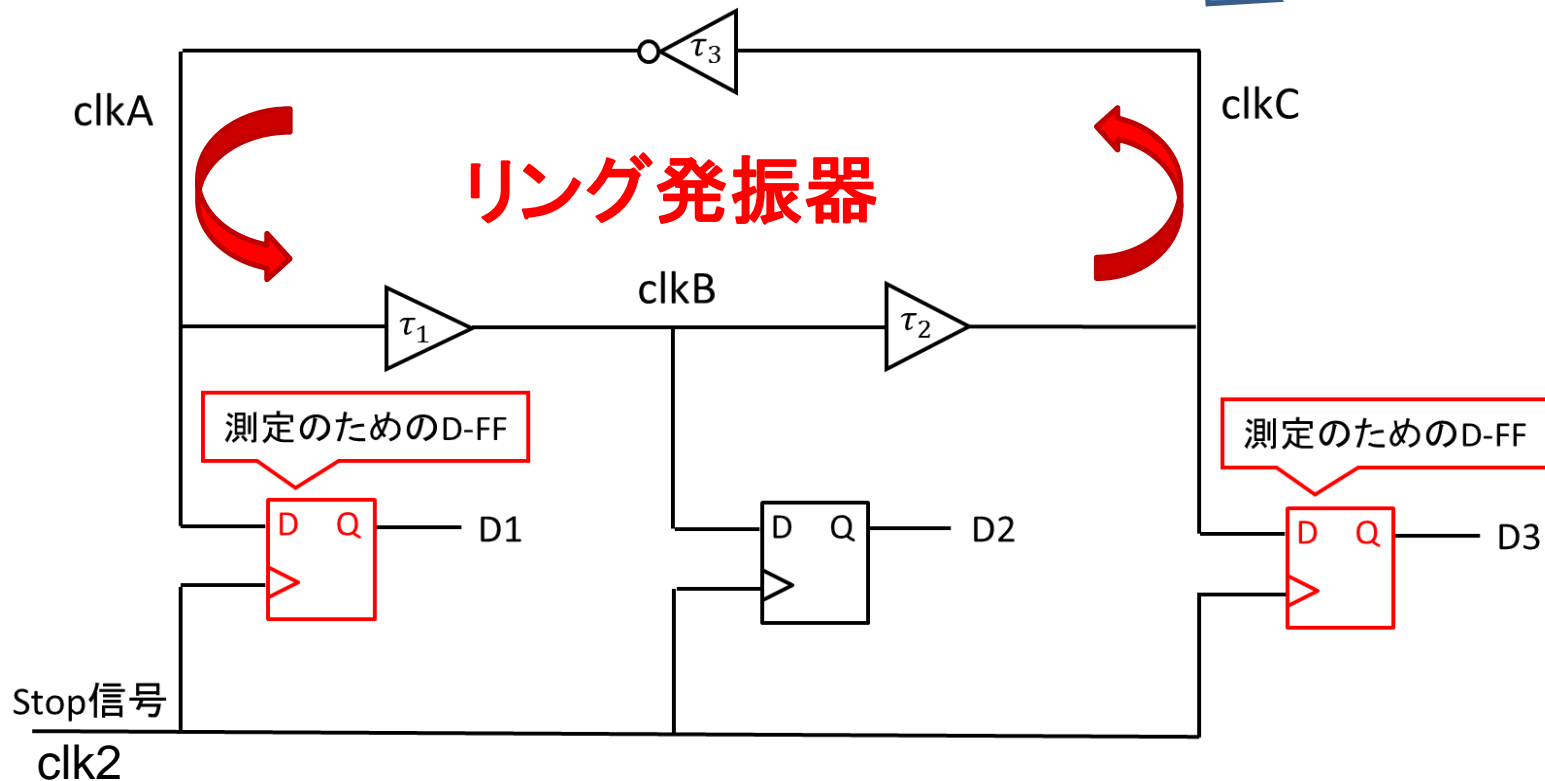 τ3
clkA
clkC
リング発振器
clkB
τ1
τ2
測定のためのD-FF
測定のためのD-FF
D Q
D1
D Q
D2
D Q
D3
Stop信号
clk2